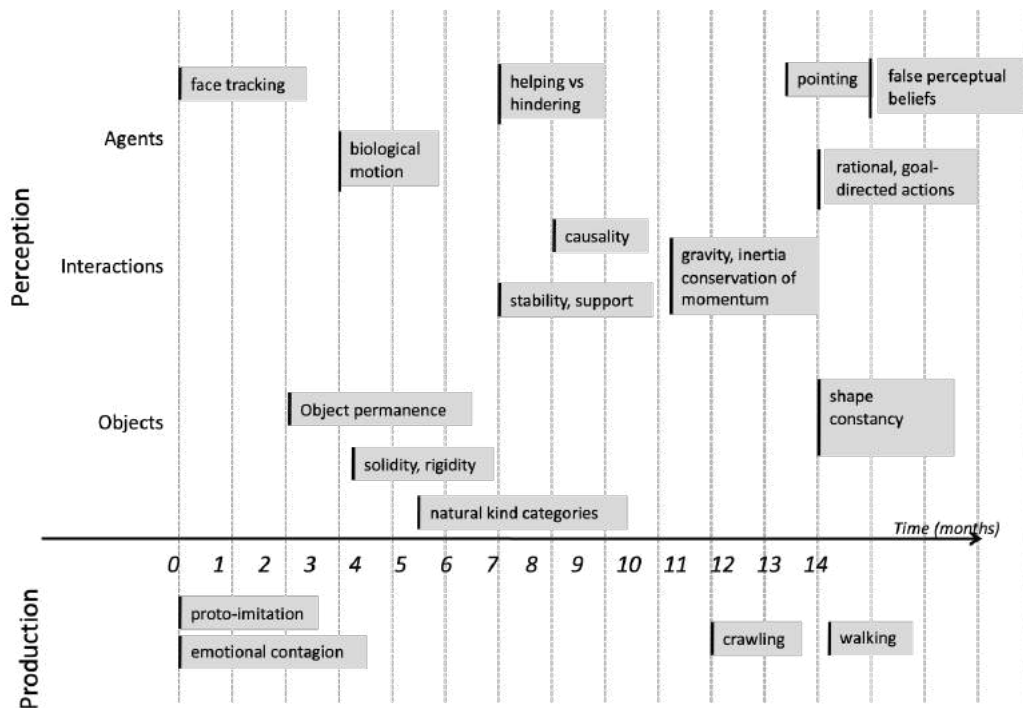 face tracking
helping vs
hindering
pointing
false perceptual
beliefs
Agents
biological
motion
rational, goal-
directed actions
Perception
causality
Interactions
gravity, inertia
conservation of
momentum
stability, support
Objects
Object permanence
shape
constancy
solidity, rigidity
natural kind categories
Time (months)
0 1 2 3 4 5 6 7 8 9 10 11 12 13 14
Production
proto-imitation
emotional contagion
crawling
walking